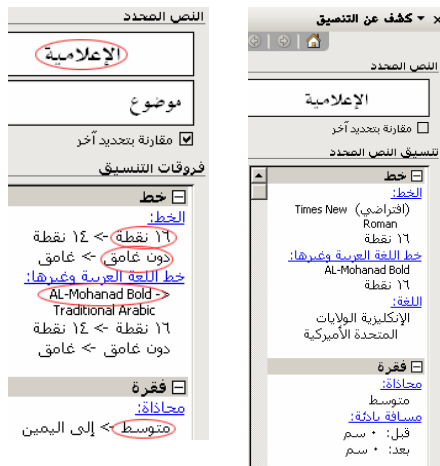 كشف عن التنسيق
النص المحدد
الإعلامية
مقارنة بتحديد آخر
تنسيق النص المحدد
خط
الخط:
(افتراضي) Times New
Roman
١٦ نقطة
خط اللغة العربية وغيرها:
AL-Mohanad Bold
١٦ نقطة
اللغة:
الإنكليزية الولايات
المتحدة الأميركية
فقرة
محاذاة:
متوسط
مسافة بادئة:
قبل: ٠ سم
بعد: ٠ سم
النص المحدد
الإعلامية
موضوع
مقارنة بتحديد آخر
فروقات التنسيق
خط
الخط:
١٦ نقطة -> ١٤ نقطة
دون غامق -> غامق
خط اللغة العربية وغيرها:
AL-Mohanad Bold ->
Traditional Arabic
١٦ نقطة -> ١٤ نقطة
دون غامق -> غامق
فقرة
محاذاة:
متوسط -> إلى اليمين